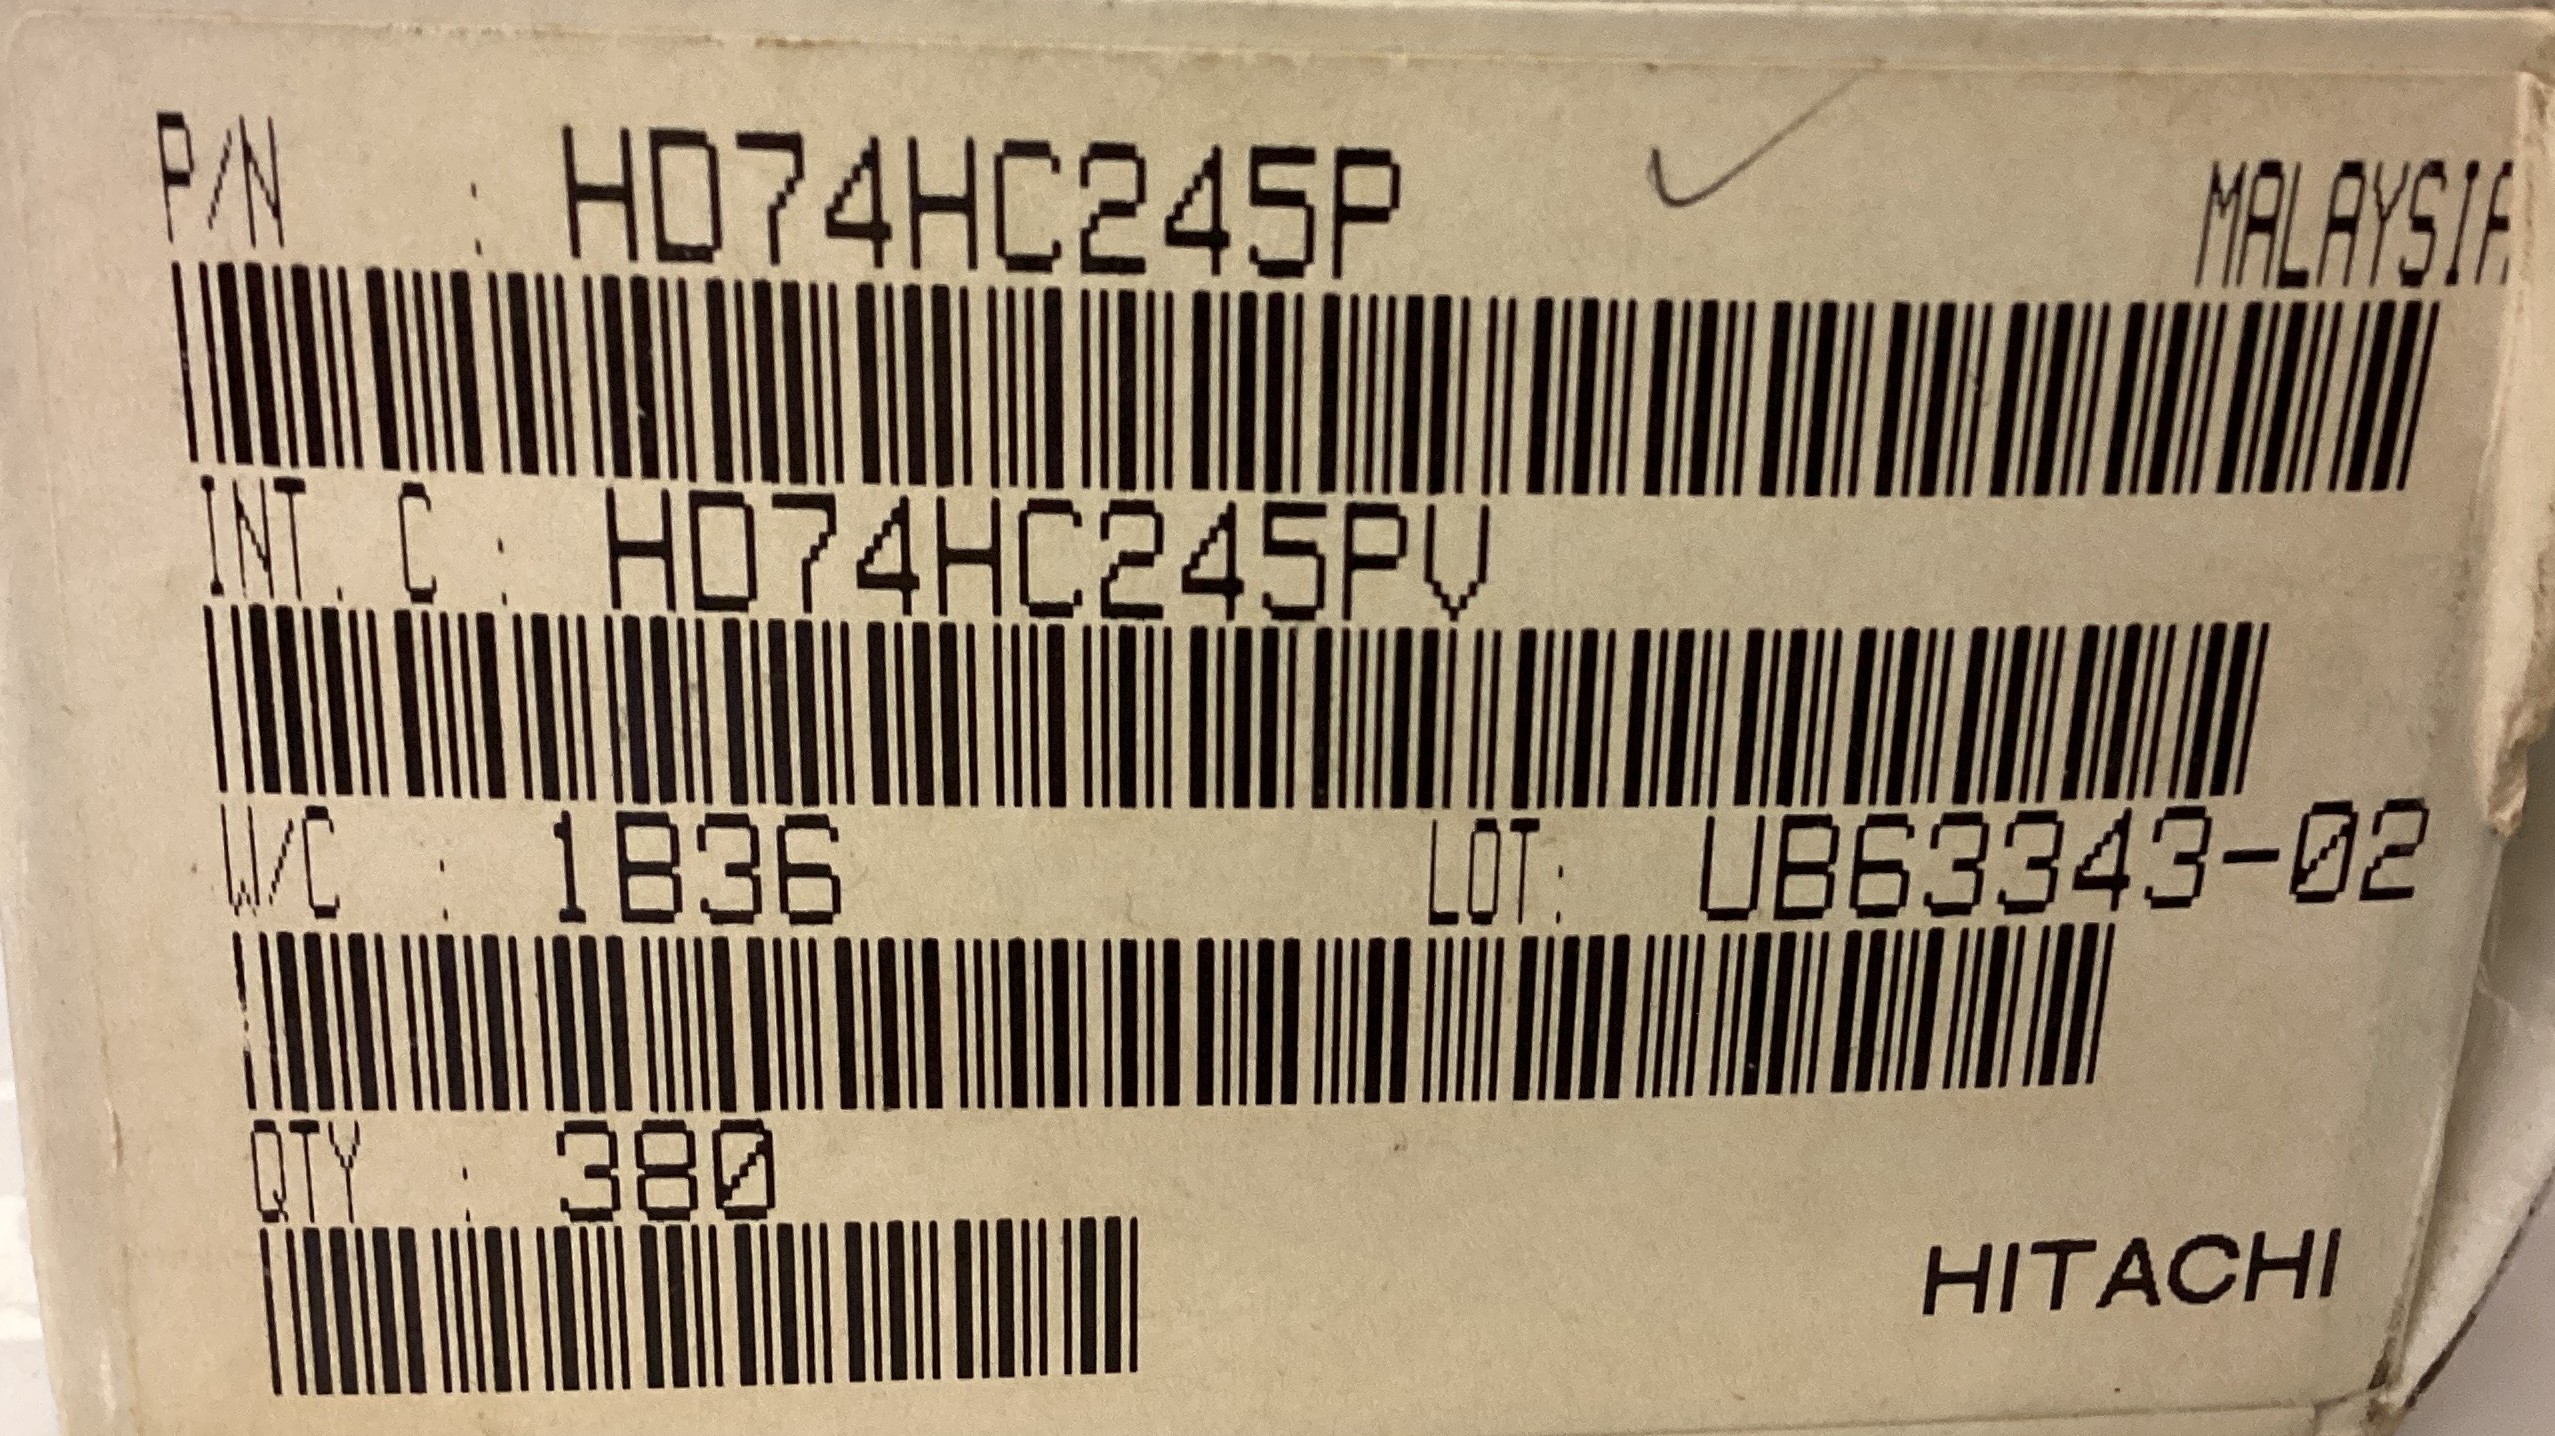 P/N : HD74HC245P MALAYSIA
INT. C : HD74HC245PV
W/C : 1B36 LOT: UB63343-02
QTY : 380
HITACHI